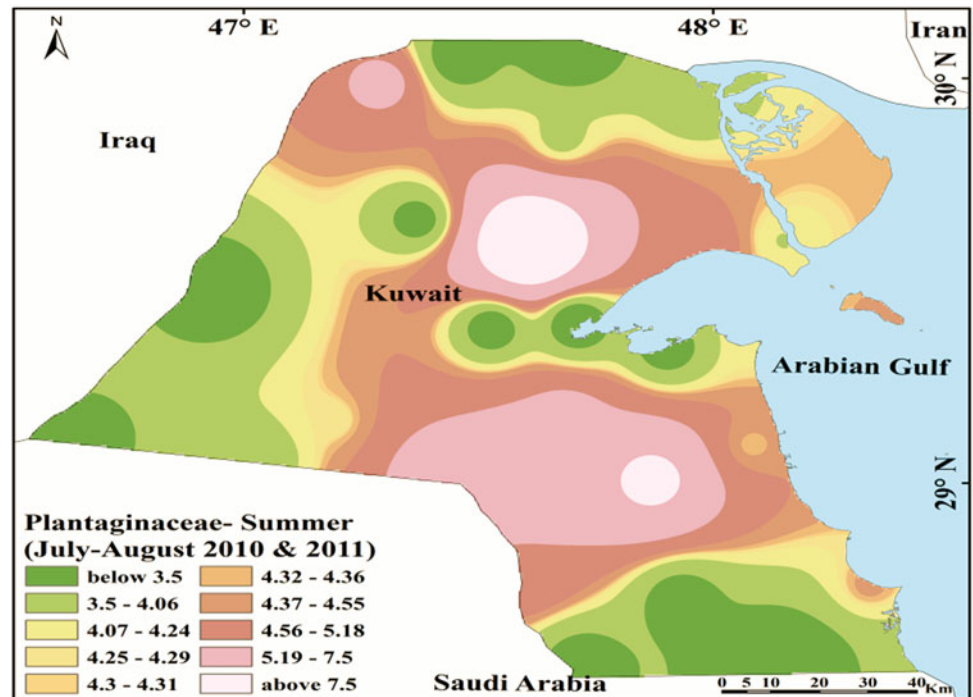 N
47° E
48° E
Iran
30° N
Iraq
Kuwait
Arabian Gulf
29° N
Plantaginaceae- Summer
(July-August 2010 & 2011)
below 3.5
3.5 - 4.06
4.07 - 4.24
4.25 - 4.29
4.3 - 4.31
4.32 - 4.36
4.37 - 4.55
4.56 - 5.18
5.19 - 7.5
above 7.5
Saudi Arabia
0 5 10 20 30 40 Km